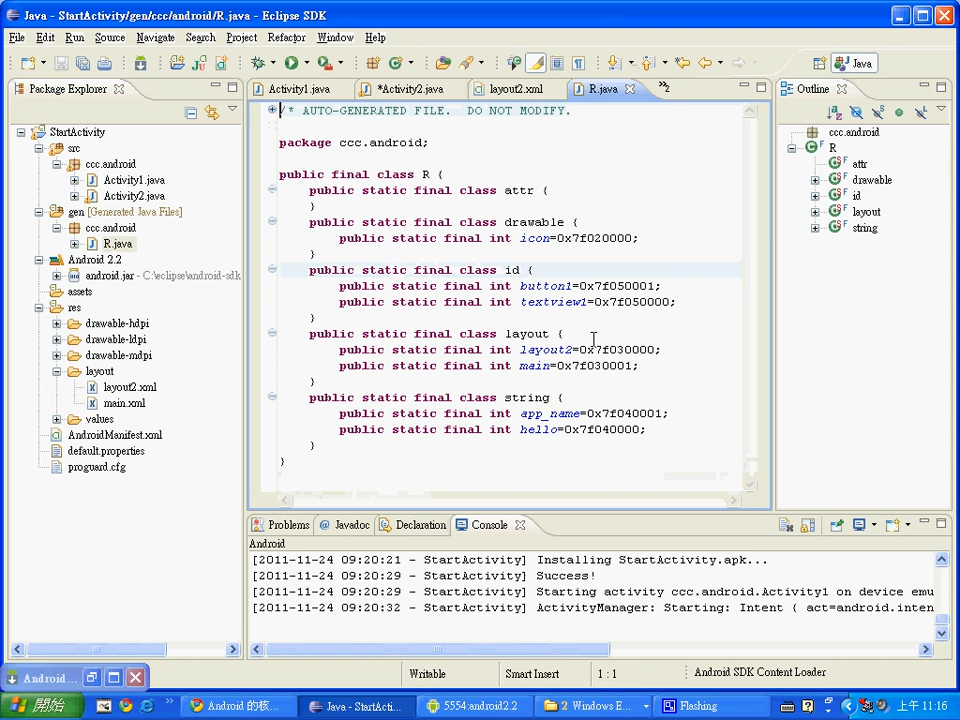 Java - StartActivity/gen/ccc/android/R.java - Eclipse SDK
File Edit Run Source Navigate Search Project Refactor Window Help
Java
Package Explorer
Activity1.java *Activity2.java layout2.xml R.java
Outline
StartActivity
src
ccc.android
Activity1.java
Activity2.java
gen [Generated Java Files]
ccc.android
R.java
Android 2.2
android.jar - C:\eclipse\android-sdk
assets
res
drawable-hdpi
drawable-ldpi
drawable-mdpi
layout
layout2.xml
main.xml
values
AndroidManifest.xml
default.properties
proguard.cfg
/* AUTO-GENERATED FILE.  DO NOT MODIFY.
package ccc.android;
public final class R {
public static final class attr {
}
public static final class drawable {
public static final int icon=0x7f020000;
}
public static final class id {
public static final int button1=0x7f050001;
public static final int textview1=0x7f050000;
}
public static final class layout {
public static final int layout2=0x7f030000;
public static final int main=0x7f030001;
}
public static final class string {
public static final int app_name=0x7f040001;
public static final int hello=0x7f040000;
}
}
ccc.android
R
attr
drawable
id
layout
string
Problems Javadoc Declaration Console
Android
[2011-11-24 09:20:21 - StartActivity] Installing StartActivity.apk...
[2011-11-24 09:20:29 - StartActivity] Success!
[2011-11-24 09:20:29 - StartActivity] Starting activity ccc.android.Activity1 on device emu
[2011-11-24 09:20:32 - StartActivity] ActivityManager: Starting: Intent { act=android.inten
Android...
Writable Smart Insert 1 : 1 Android SDK Content Loader
開始 Android 的核... Java - StartActi... 5554:android2.2 2 Windows E... Flashing 上午 11:16